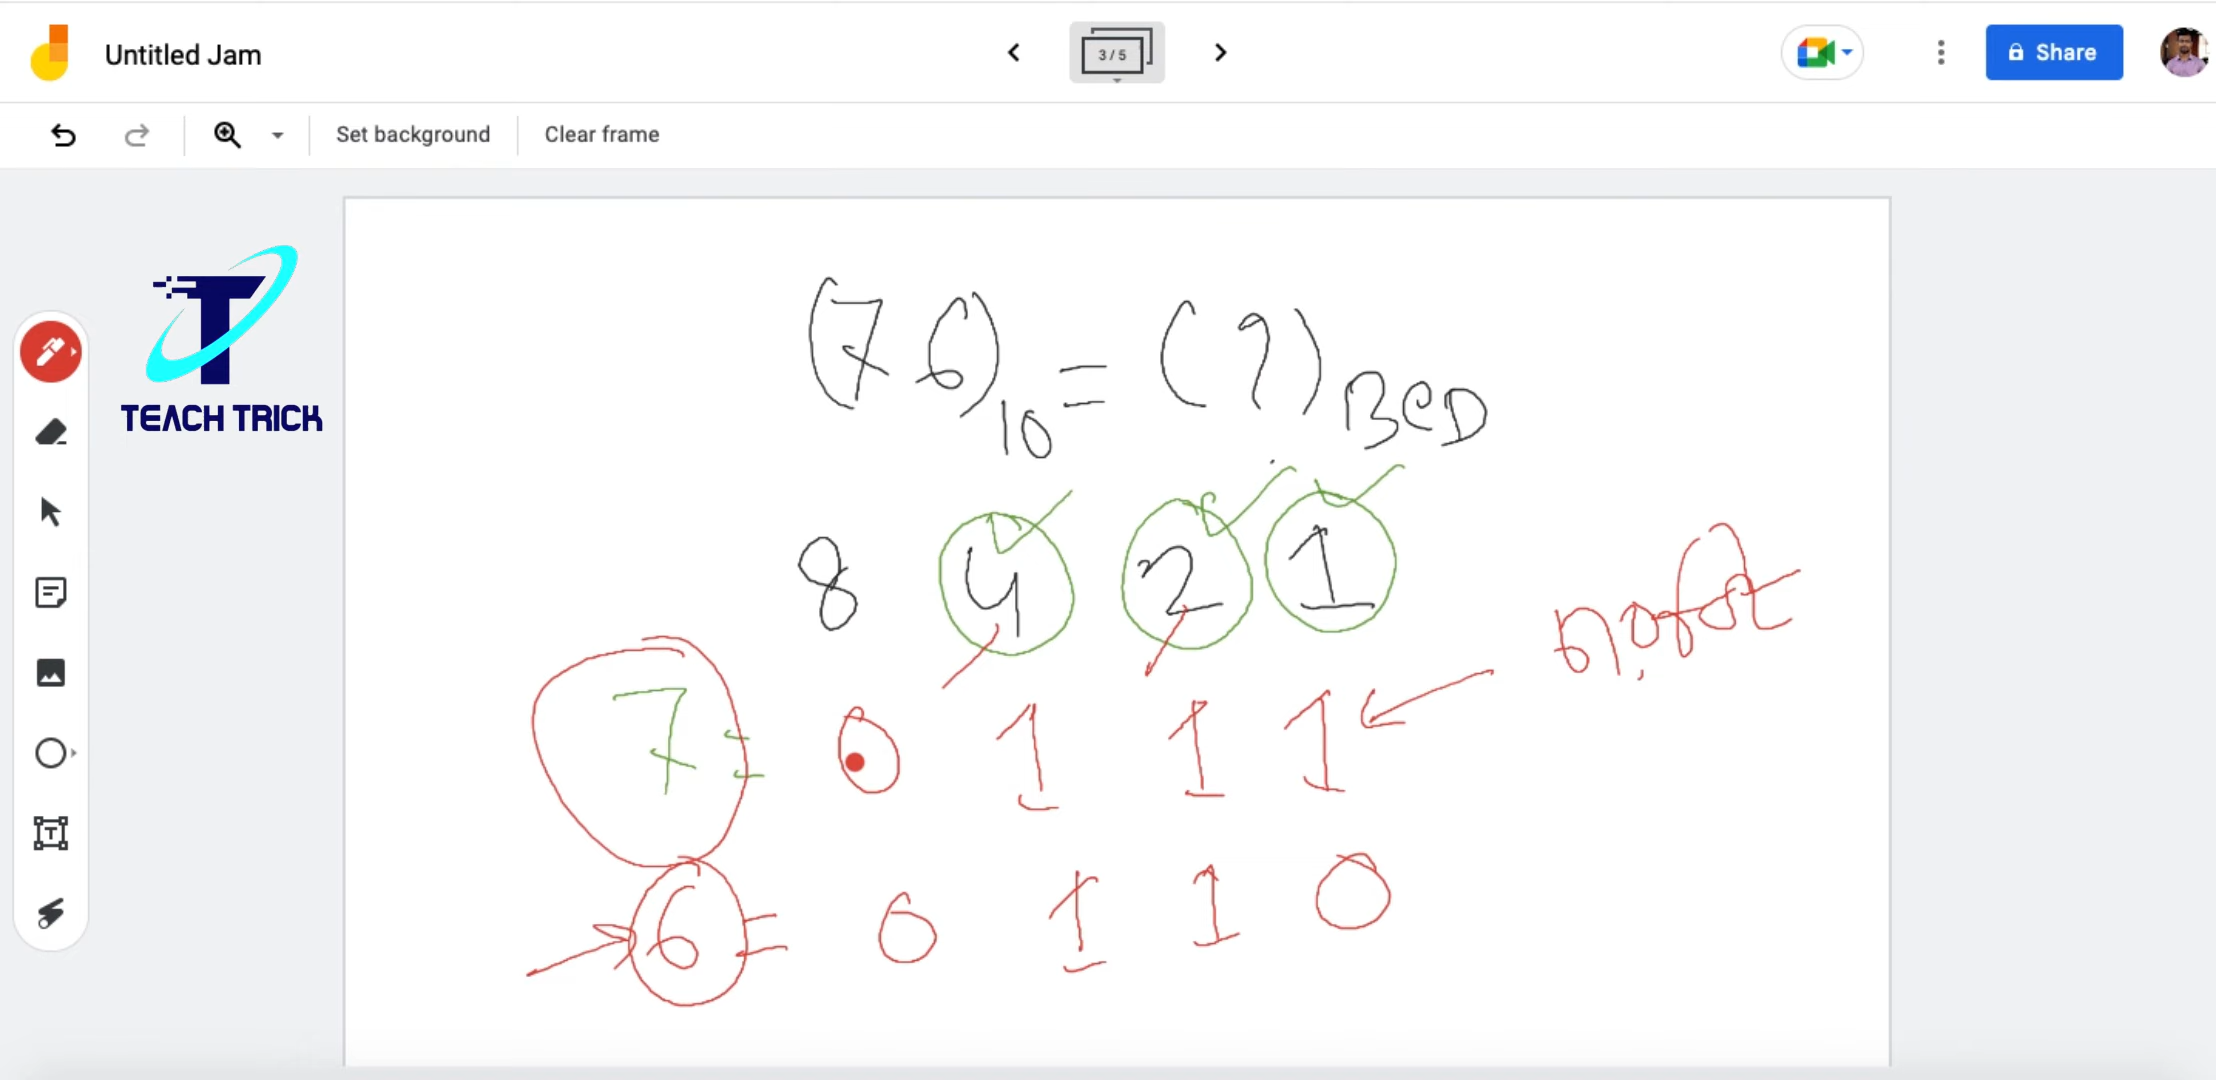 Untitled Jam
3 / 5
Share
Set background
Clear frame
TEACH TRICK
(76)10 = (?)BCD
8 4 2 1
7 = 0 1 1 1
6 = 0 1 1 0